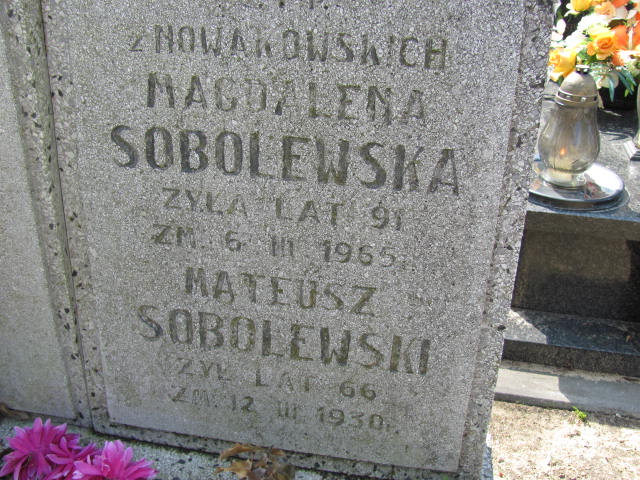 Z NOWAKOWSKICH
MAGDALENA
SOBOLEWSKA
ŻYŁA LAT 91
ZM. 6 III 1965 r.
MATEUSZ
SOBOLEWSKI
ŻYŁ LAT 66
ZM. 12 III 1930 r.